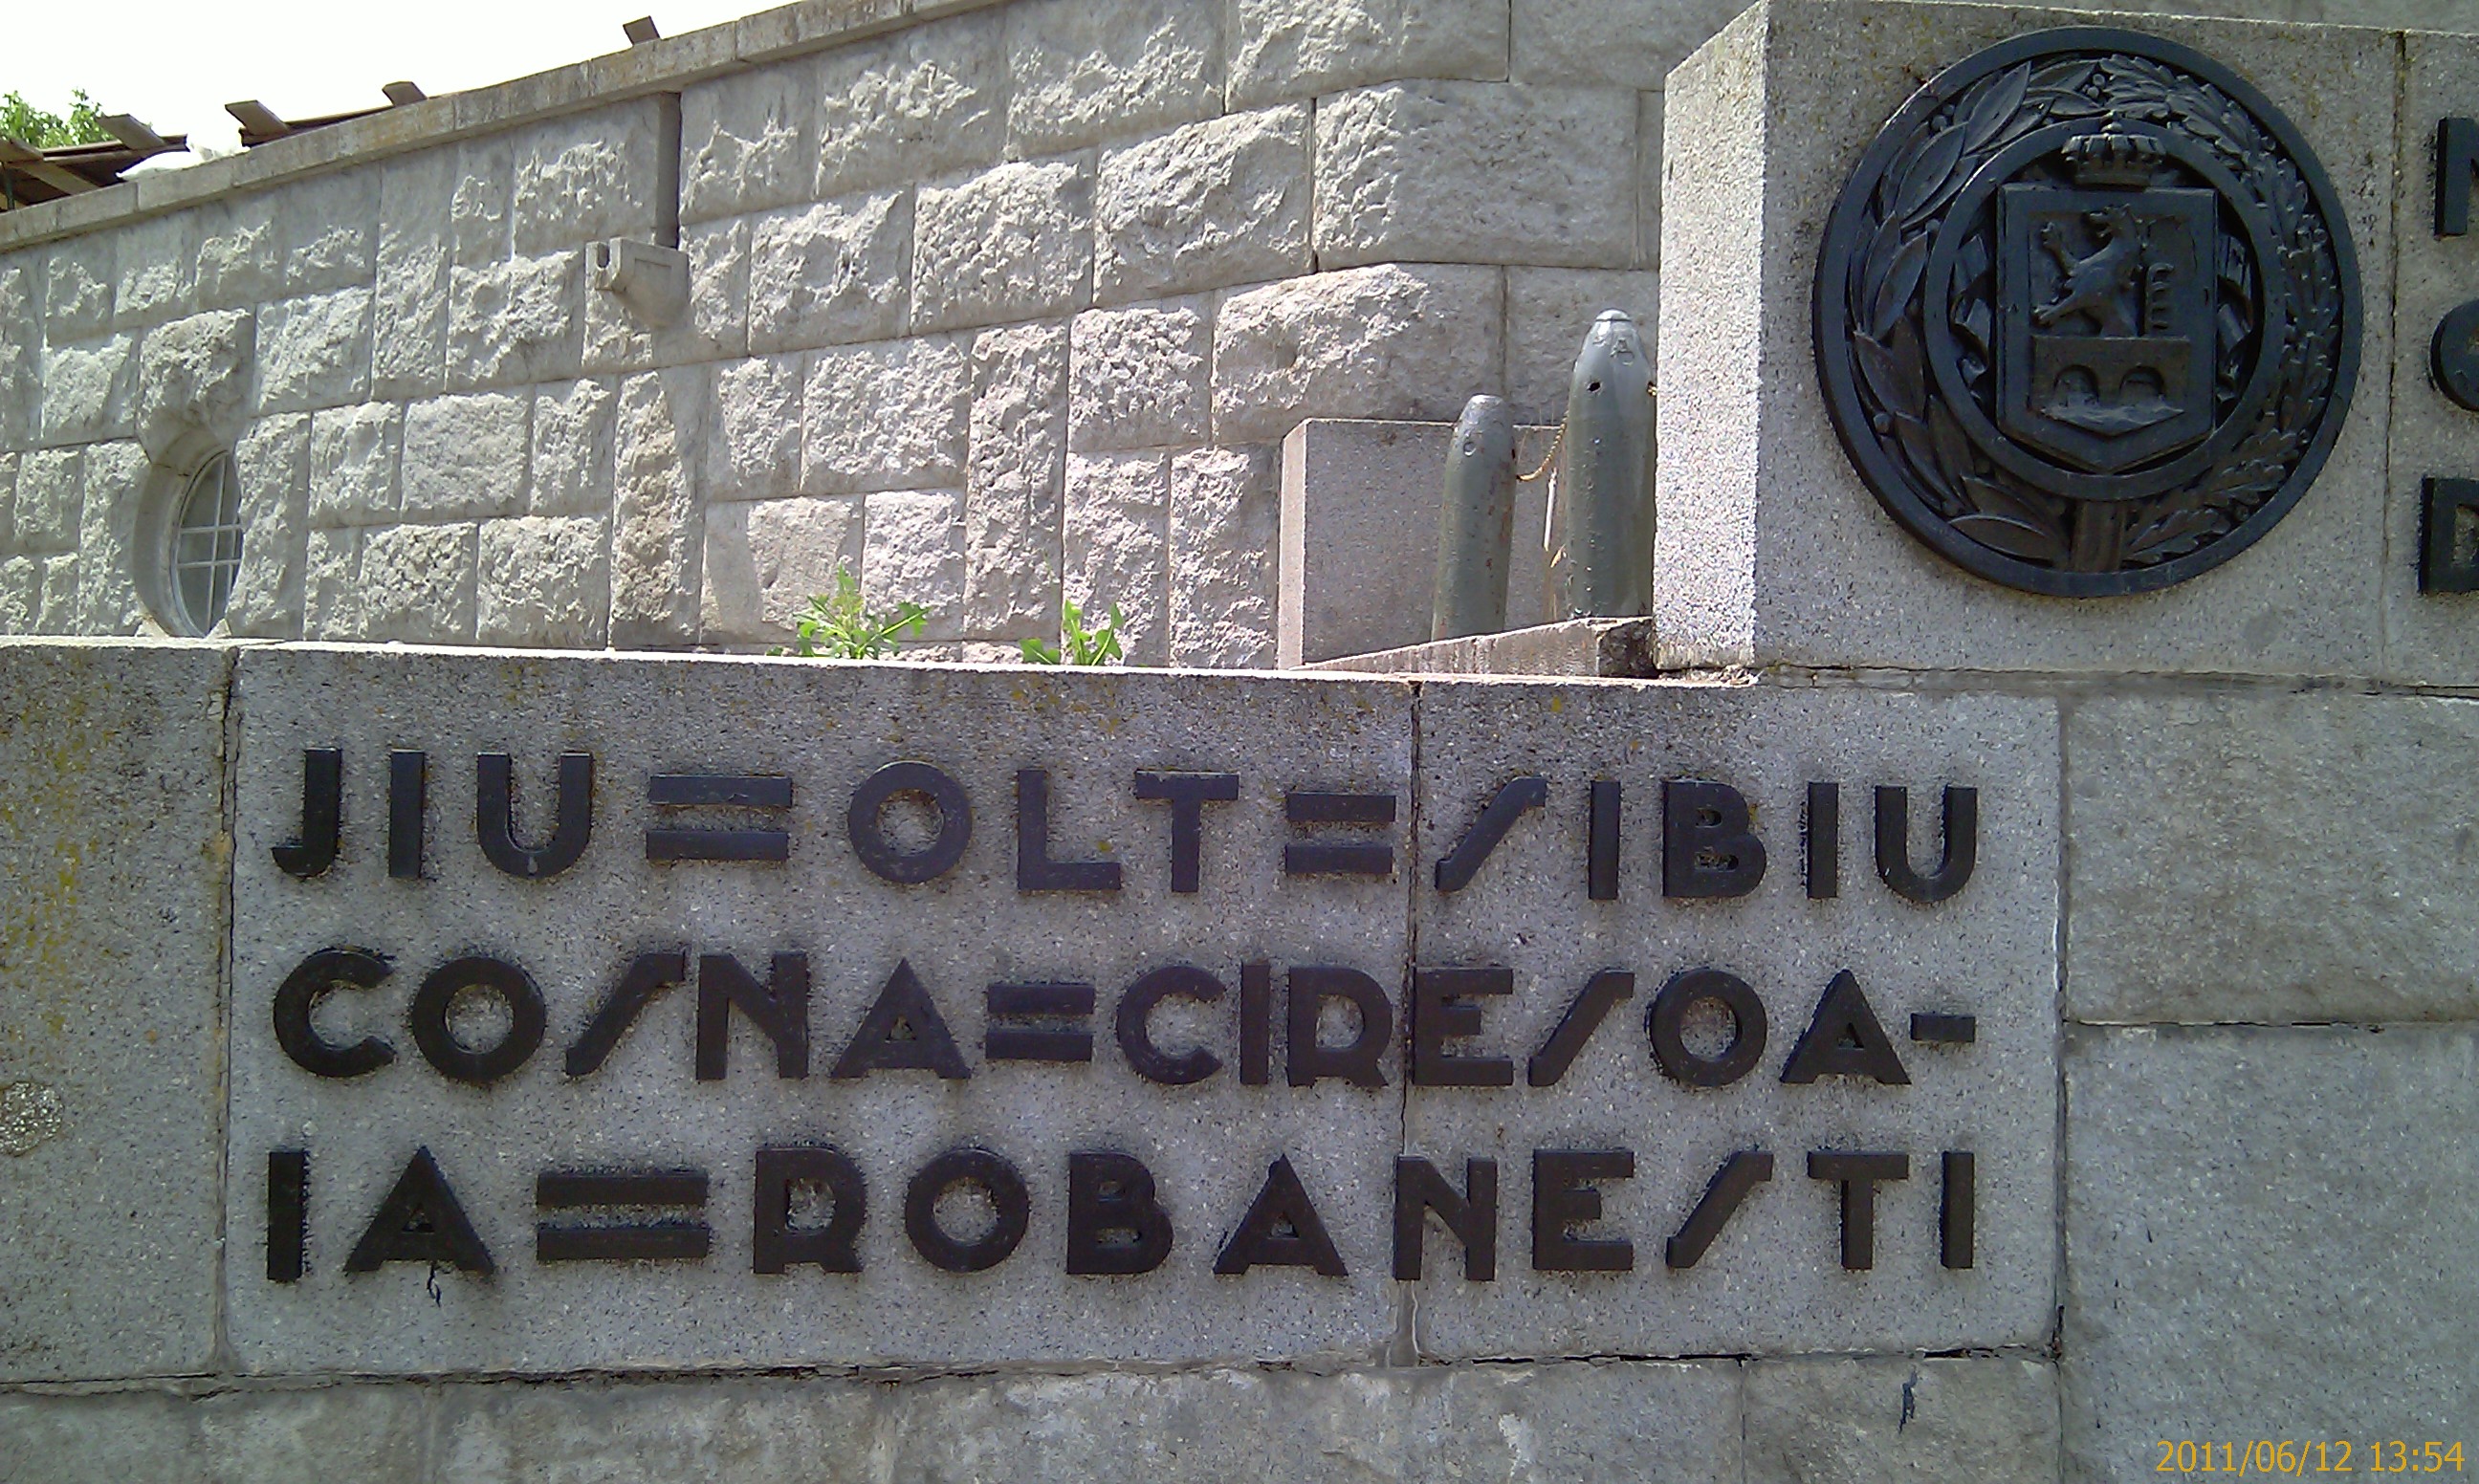 JIU=OLT=SIBIU
COSNA=CIRESOA-
IA=ROBANESTI
2011/06/12 13:54